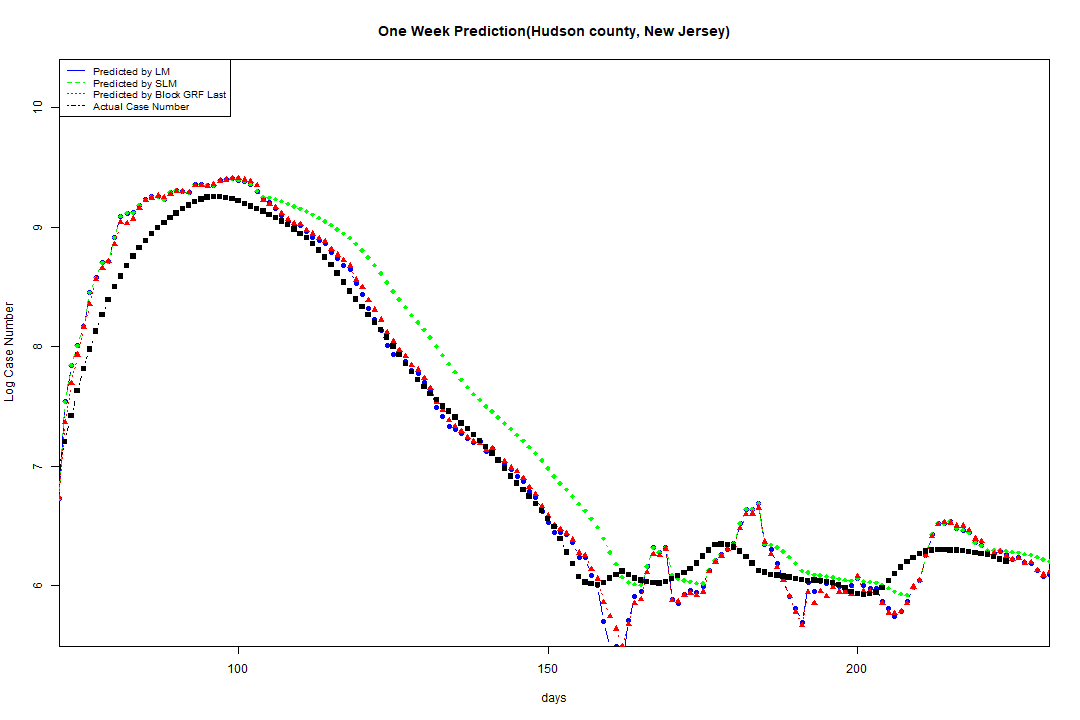 One Week Prediction(Hudson county, New Jersey)
Predicted by LM
Predicted by SLM
Predicted by Block GRF Last
Actual Case Number
10
9
8
7
6
Log Case Number
100
150
200
days